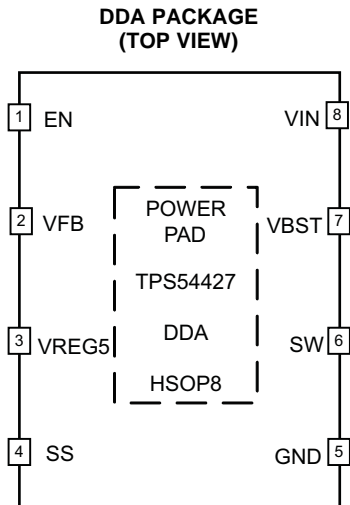 DDA PACKAGE
(TOP VIEW)
1 EN
VIN 8
2 VFB
POWER
PAD
VBST 7
TPS54427
3 VREG5
DDA
SW 6
HSOP8
4 SS
GND 5